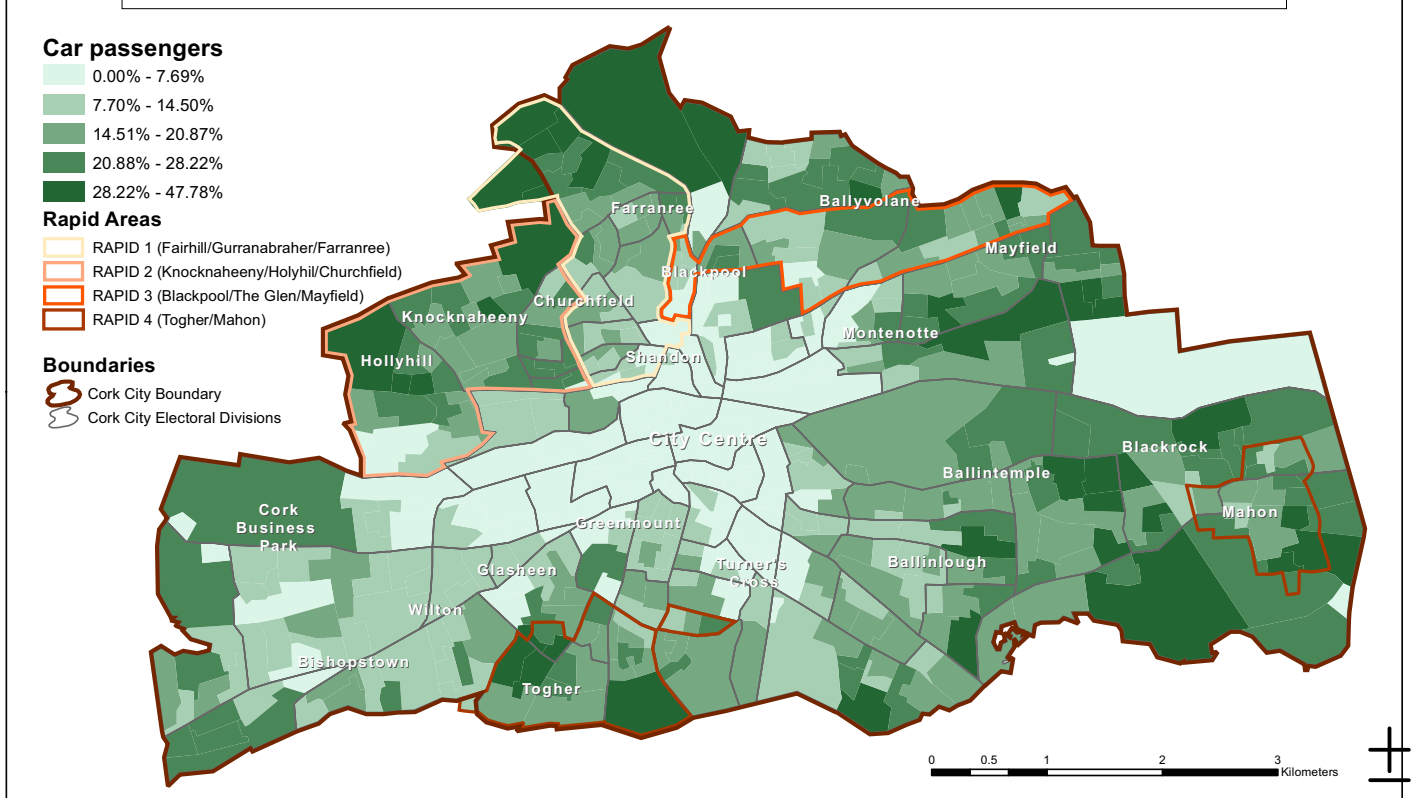 Car passengers
0.00% - 7.69%
7.70% - 14.50%
14.51% - 20.87%
20.88% - 28.22%
28.22% - 47.78%
Rapid Areas
RAPID 1 (Fairhill/Gurranabraher/Farranree)
RAPID 2 (Knocknaheeny/Holyhil/Churchfield)
RAPID 3 (Blackpool/The Glen/Mayfield)
RAPID 4 (Togher/Mahon)
Boundaries
Cork City Boundary
Cork City Electoral Divisions
Ballyvolane
Farranree
Mayfield
Blackpool
Churchfield
Knocknaheeny
Montenotte
Shandon
Hollyhill
City Centre
Blackrock
Ballintemple
Cork
Business
Park
Mahon
Greenmount
Turner's
Cross
Ballinlough
Glasheen
Wilton
Bishopstown
Togher
0 0.5 1 2 3
Kilometers